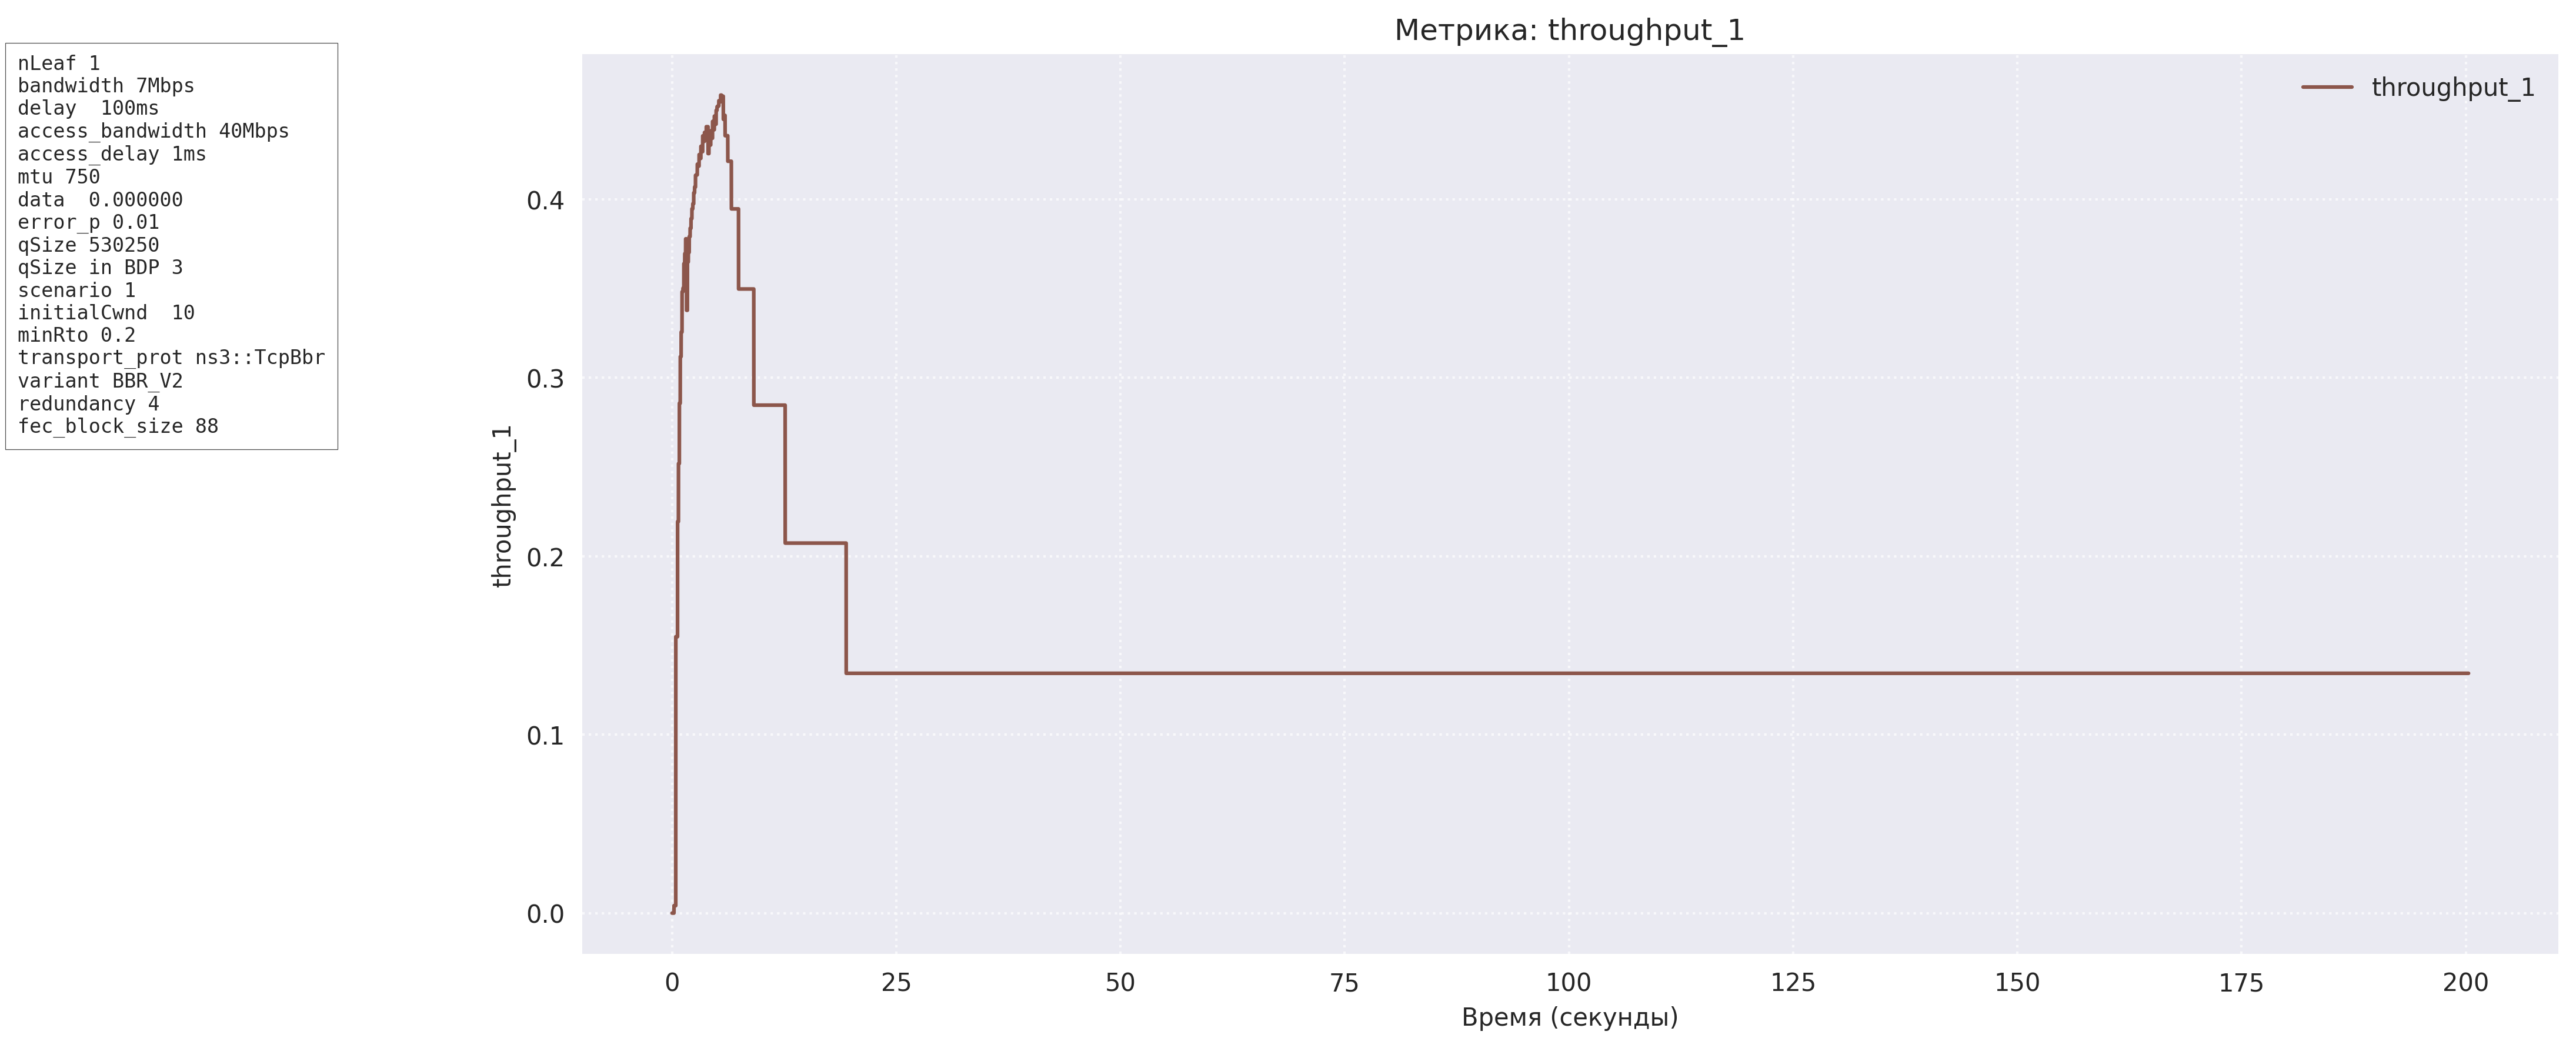 Метрика: throughput_1
nLeaf 1
bandwidth 7Mbps
delay  100ms
access_bandwidth 40Mbps
access_delay 1ms
mtu 750
data  0.000000
error_p 0.01
qSize 530250
qSize in BDP 3
scenario 1
initialCwnd  10
minRto 0.2
transport_prot ns3::TcpBbr
variant BBR_V2
redundancy 4
fec_block_size 88
throughput_1
throughput_1
0.4
0.3
0.2
0.1
0.0
0 25 50 75 100 125 150 175 200
Время (секунды)